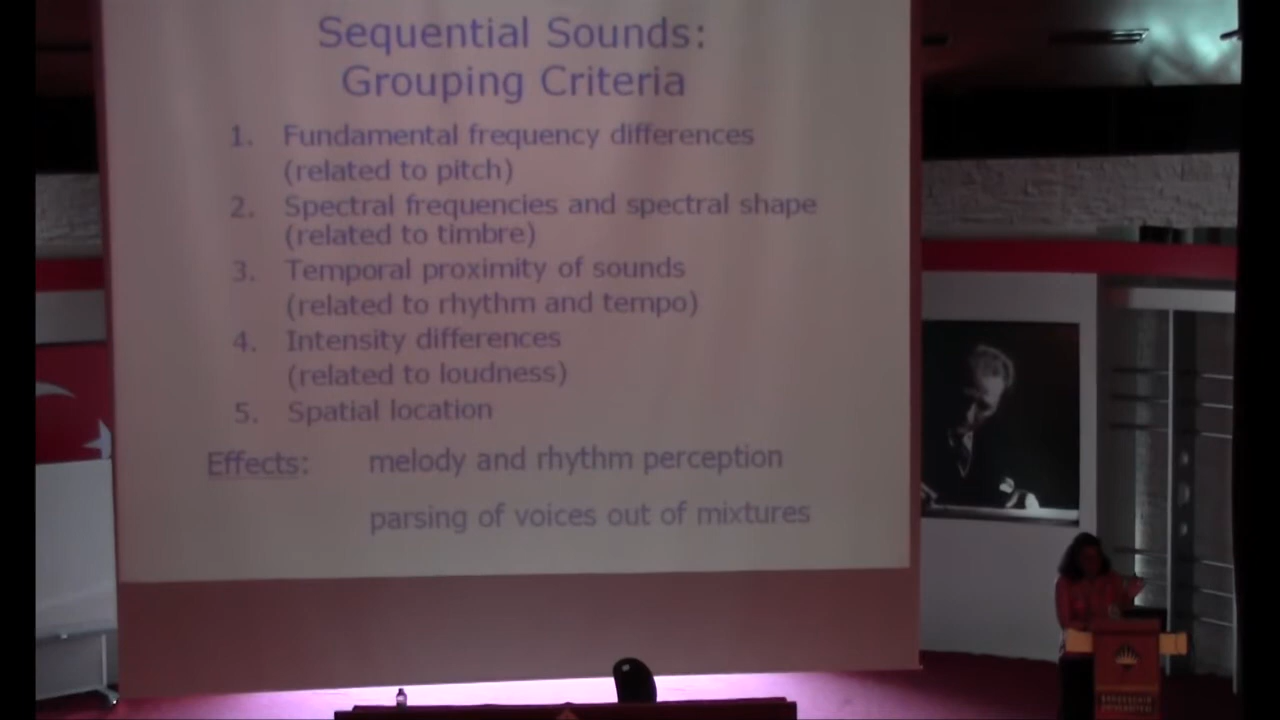 Sequential Sounds:
Grouping Criteria
1. Fundamental frequency differences
(related to pitch)
2. Spectral frequencies and spectral shape
(related to timbre)
3. Temporal proximity of sounds
(related to rhythm and tempo)
4. Intensity differences
(related to loudness)
5. Spatial location
Effects: melody and rhythm perception
parsing of voices out of mixtures